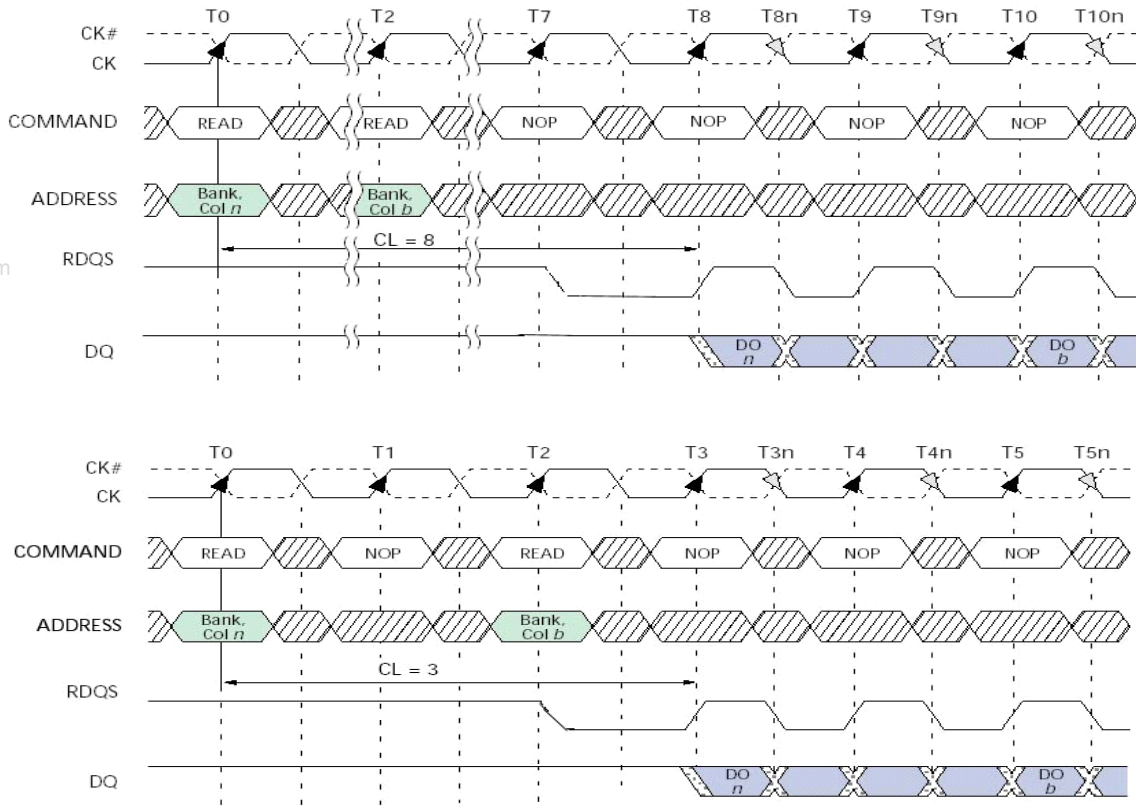 T0 T2 T7 T8 T8n T9 T9n T10 T10n
CK#
CK
COMMAND READ READ NOP NOP NOP NOP
ADDRESS Bank, Col n Bank, Col b
CL = 8
RDQS
m
DQ DO n DO b
T0 T1 T2 T3 T3n T4 T4n T5 T5n
CK#
CK
COMMAND READ NOP READ NOP NOP NOP
ADDRESS Bank, Col n Bank, Col b
CL = 3
RDQS
DQ DO n DO b